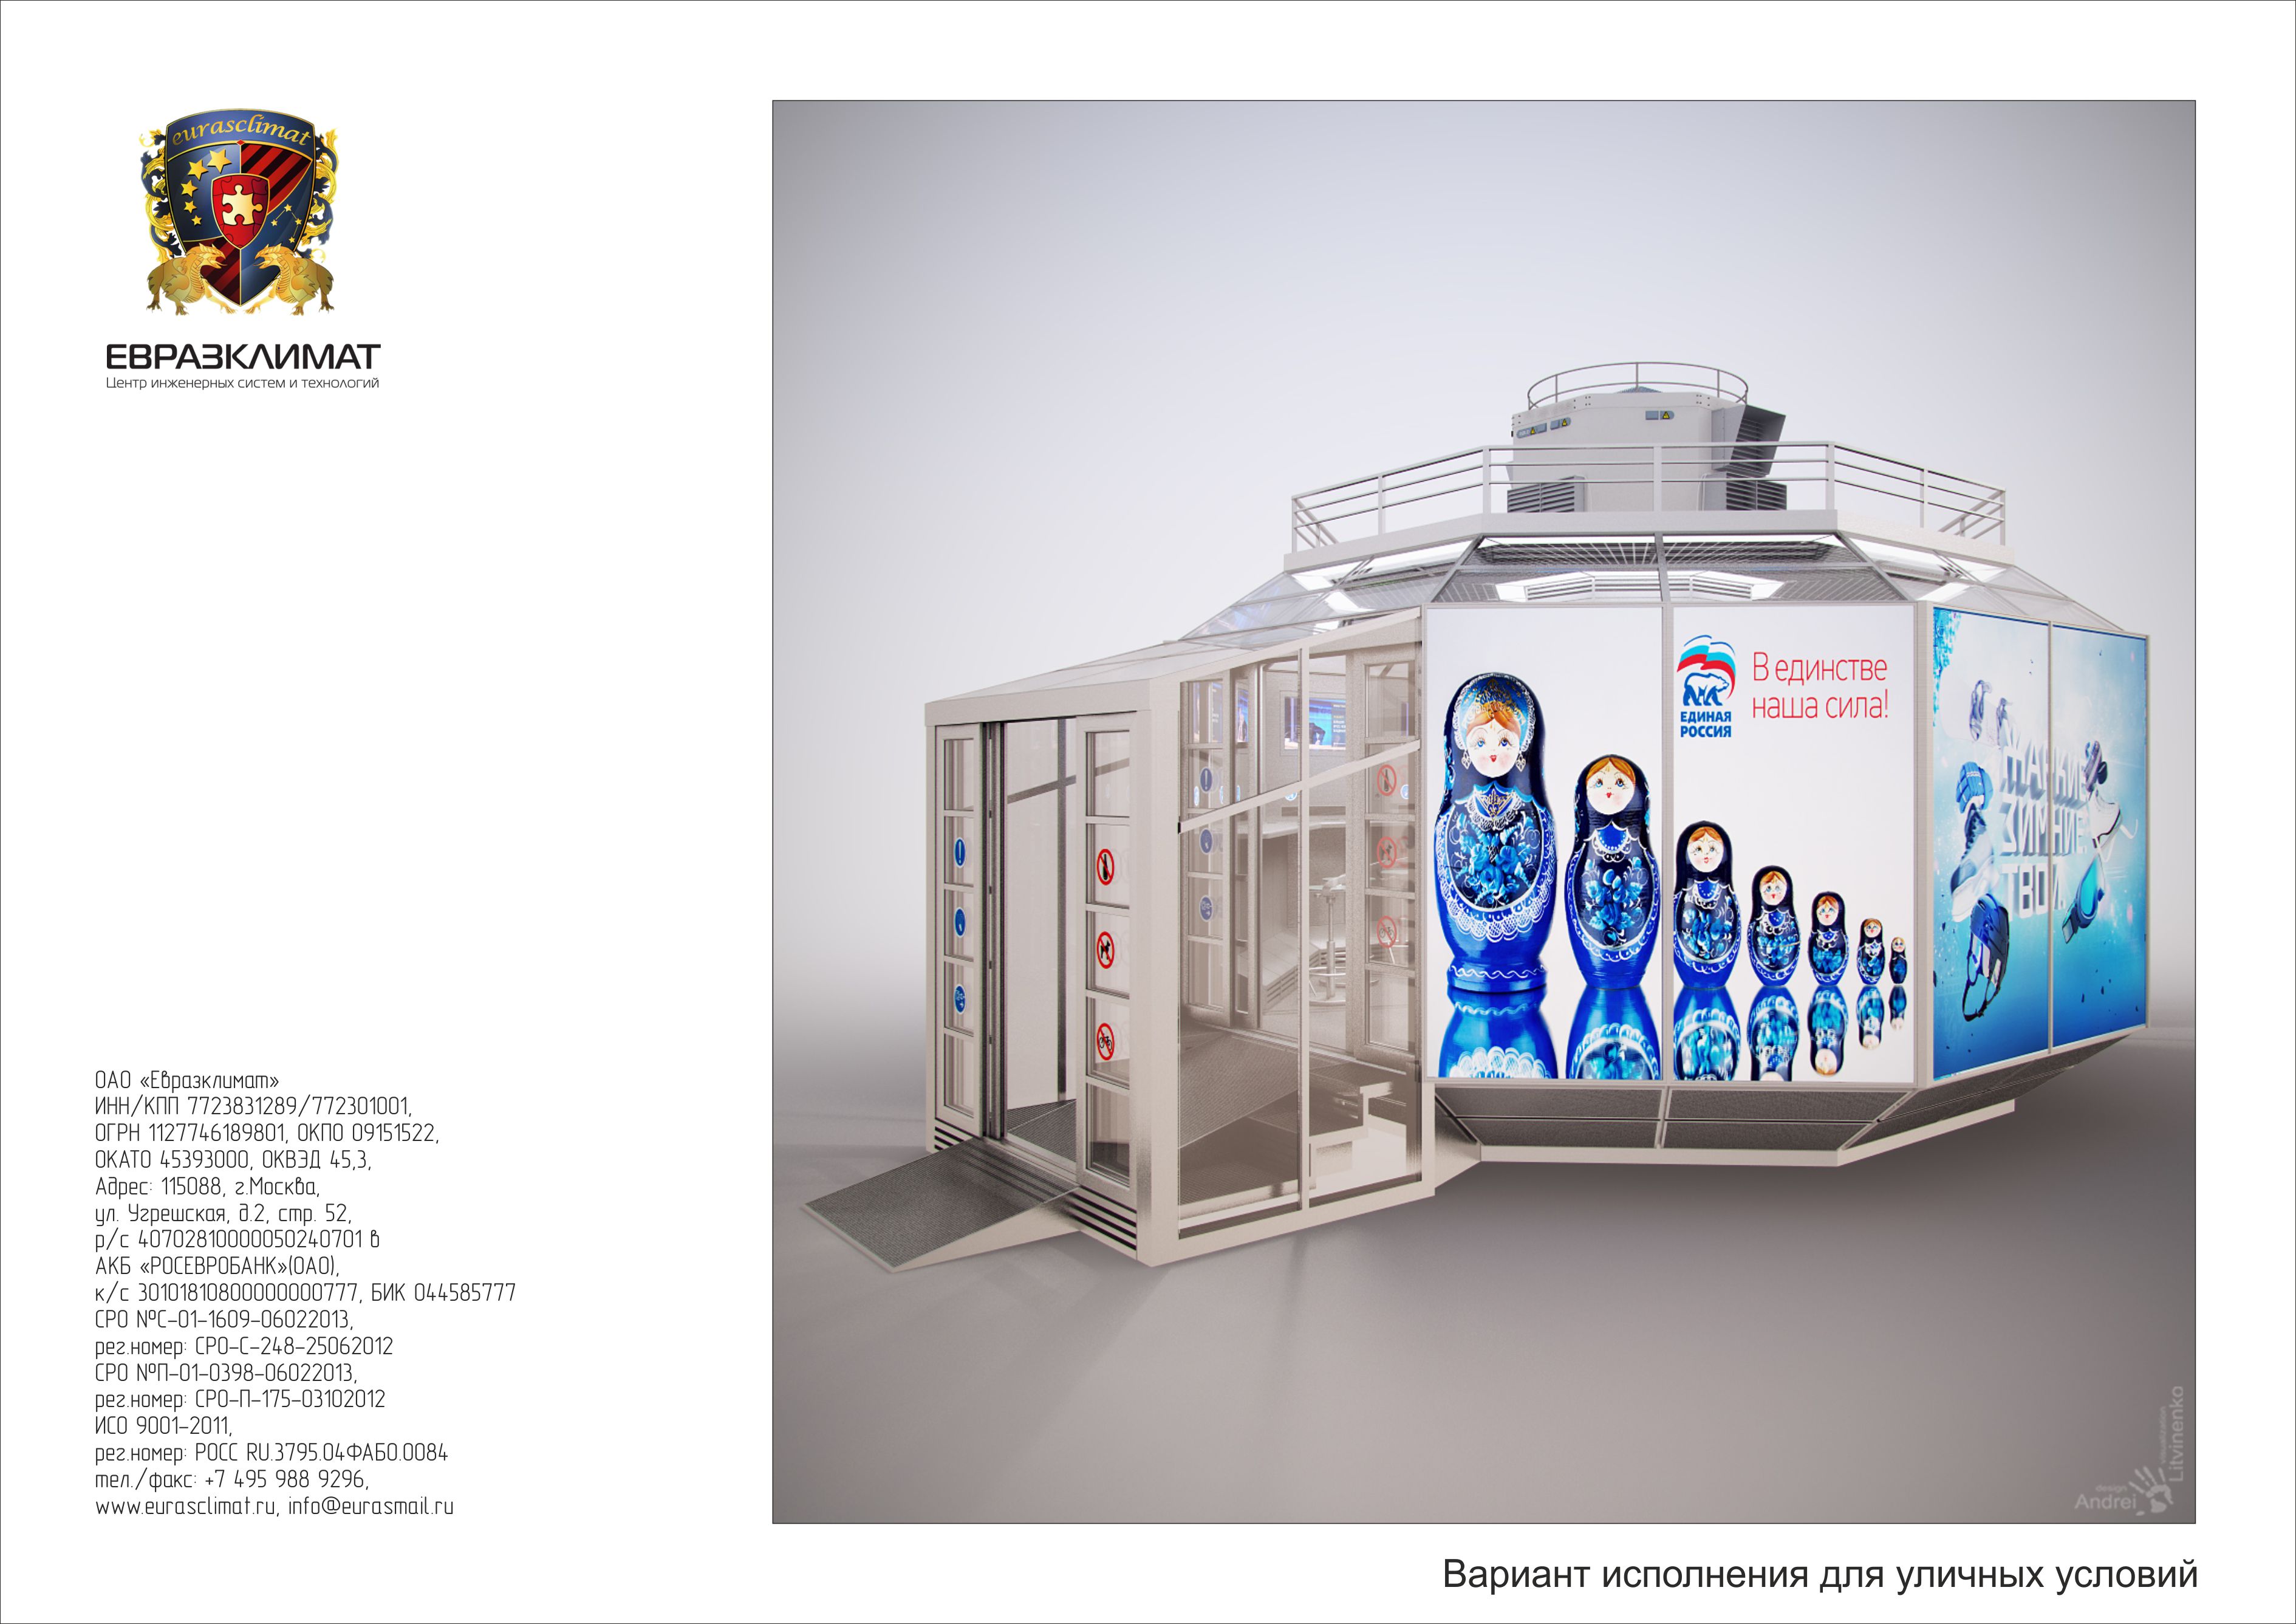 eurasclimat
ЕВРАЗКЛИМАТ
Центр инженерных систем и технологий
ЕДИНАЯ
РОССИЯ
В единстве
наша сила!
ЗИМНИЕ
ТВОИ.
ОАО «Евразклимат»
ИНН/КПП 7723831289/772301001,
ОГРН 1127746189801, ОКПО 09151522,
ОКАТО 45393000, ОКВЭД 45,3,
Адрес: 115088, г.Москва,
ул. Угрешская, д.2, стр. 52,
р/с 40702810000050240701 в
АКБ «РОСЕВРОБАНК»(ОАО),
к/с 30101810800000000777, БИК 044585777
СРО №С-01-1609-06022013,
рег.номер: СРО-С-248-25062012
СРО №П-01-0398-06022013,
рег.номер: СРО-П-175-03102012
ИСО 9001-2011,
рег.номер: РОСС RU.3795.04ФАБ0.0084
тел./факс: +7 495 988 9296,
www.eurasclimat.ru, info@eurasmail.ru
design
Andrei
visualization
Litvinenko
Вариант исполнения для уличных условий